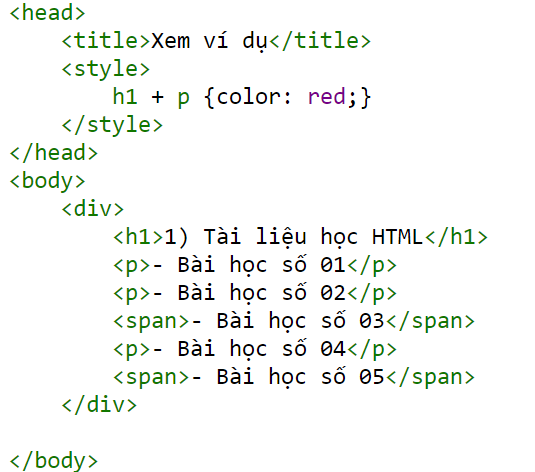 <head>
    <title>Xem ví dụ</title>
    <style>
        h1 + p {color: red;}
    </style>
</head>
<body>
    <div>
        <h1>1) Tài liệu học HTML</h1>
        <p>- Bài học số 01</p>
        <p>- Bài học số 02</p>
        <span>- Bài học số 03</span>
        <p>- Bài học số 04</p>
        <span>- Bài học số 05</span>
    </div>

</body>